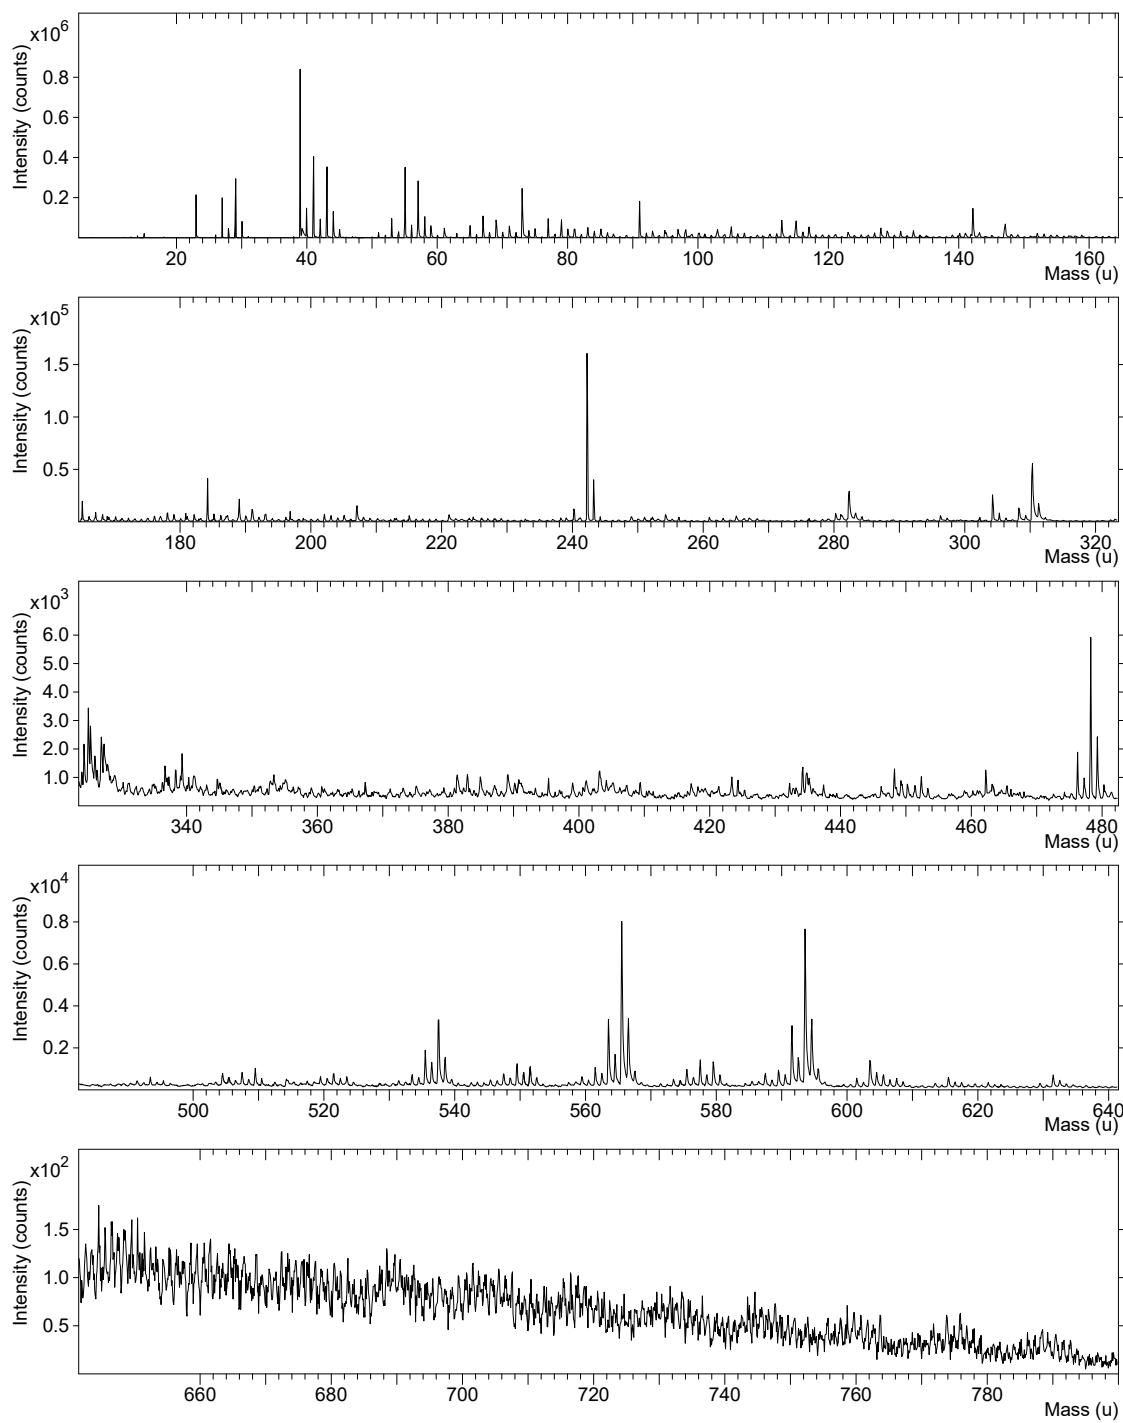 x10^6
Intensity (counts)
0.8
0.6
0.4
0.2
20 40 60 80 100 120 140 160
Mass (u)
x10^5
Intensity (counts)
1.5
1.0
0.5
180 200 220 240 260 280 300 320
Mass (u)
x10^3
Intensity (counts)
6.0
5.0
4.0
3.0
2.0
1.0
340 360 380 400 420 440 460 480
Mass (u)
x10^4
Intensity (counts)
0.8
0.6
0.4
0.2
500 520 540 560 580 600 620 640
Mass (u)
x10^2
Intensity (counts)
1.5
1.0
0.5
660 680 700 720 740 760 780
Mass (u)